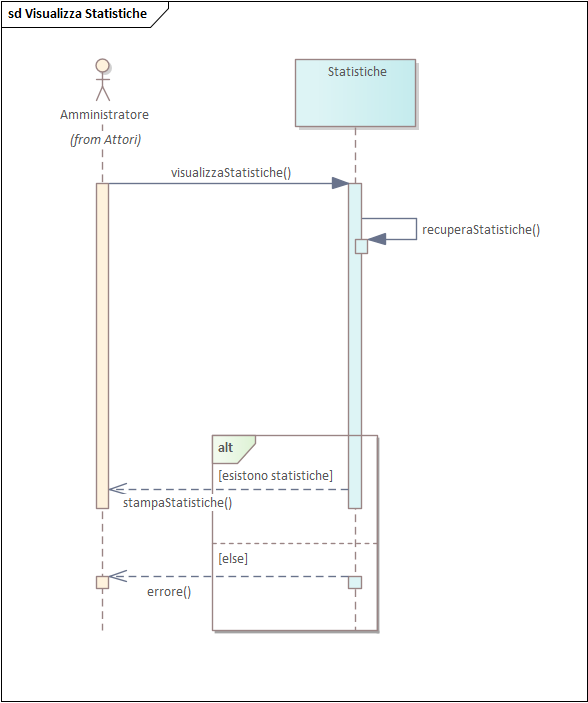 sd Visualizza Statistiche
Statistiche
Amministratore
(from Attori)
visualizzaStatistiche()
recuperaStatistiche()
alt
[esistono statistiche]
stampaStatistiche()
[else]
errore()